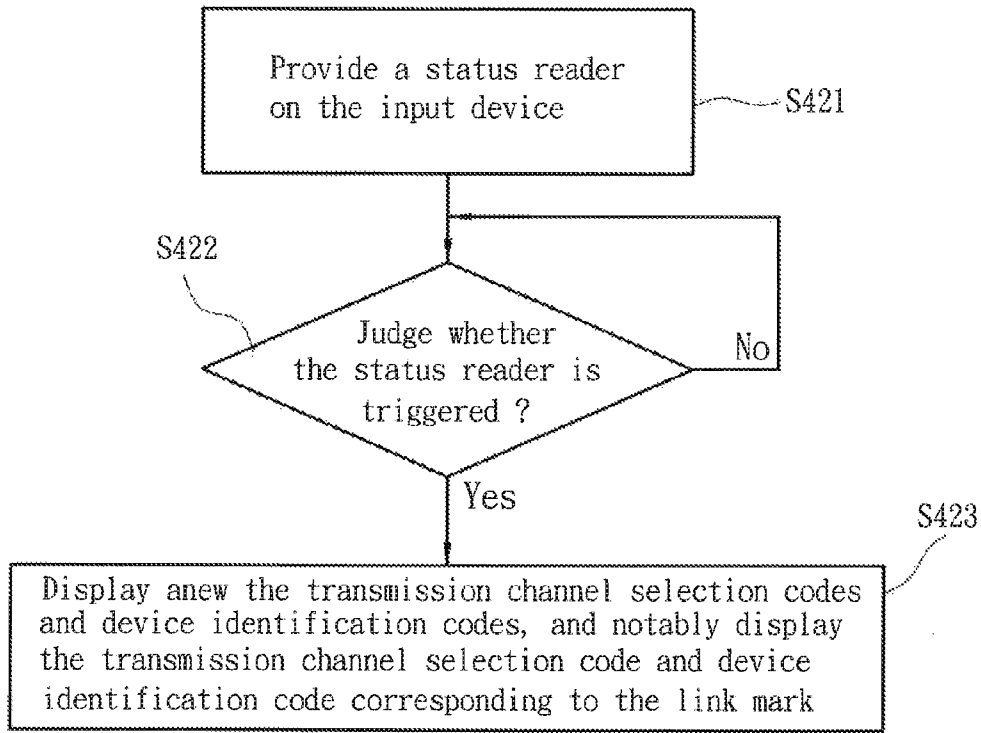 Provide a status reader
on the input device
S421
S422
Judge whether
the status reader is
triggered ?
No
Yes
S423
Display anew the transmission channel selection codes
and device identification codes, and notably display
the transmission channel selection code and device
identification code corresponding to the link mark